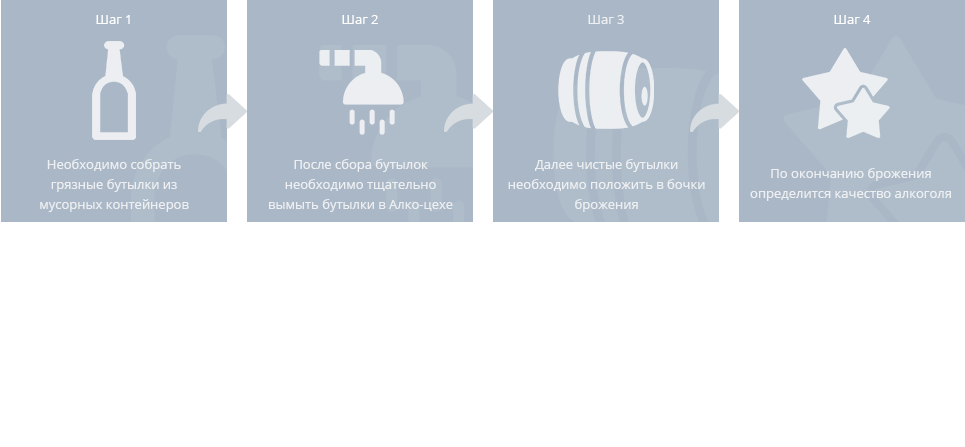 Шаг 1
Необходимо собрать
грязные бутылки из
мусорных контейнеров
Шаг 2
После сбора бутылок
необходимо тщательно
вымыть бутылки в Алко-цехе
Шаг 3
Далее чистые бутылки
необходимо положить в бочки
брожения
Шаг 4
По окончанию брожения
определится качество алкоголя